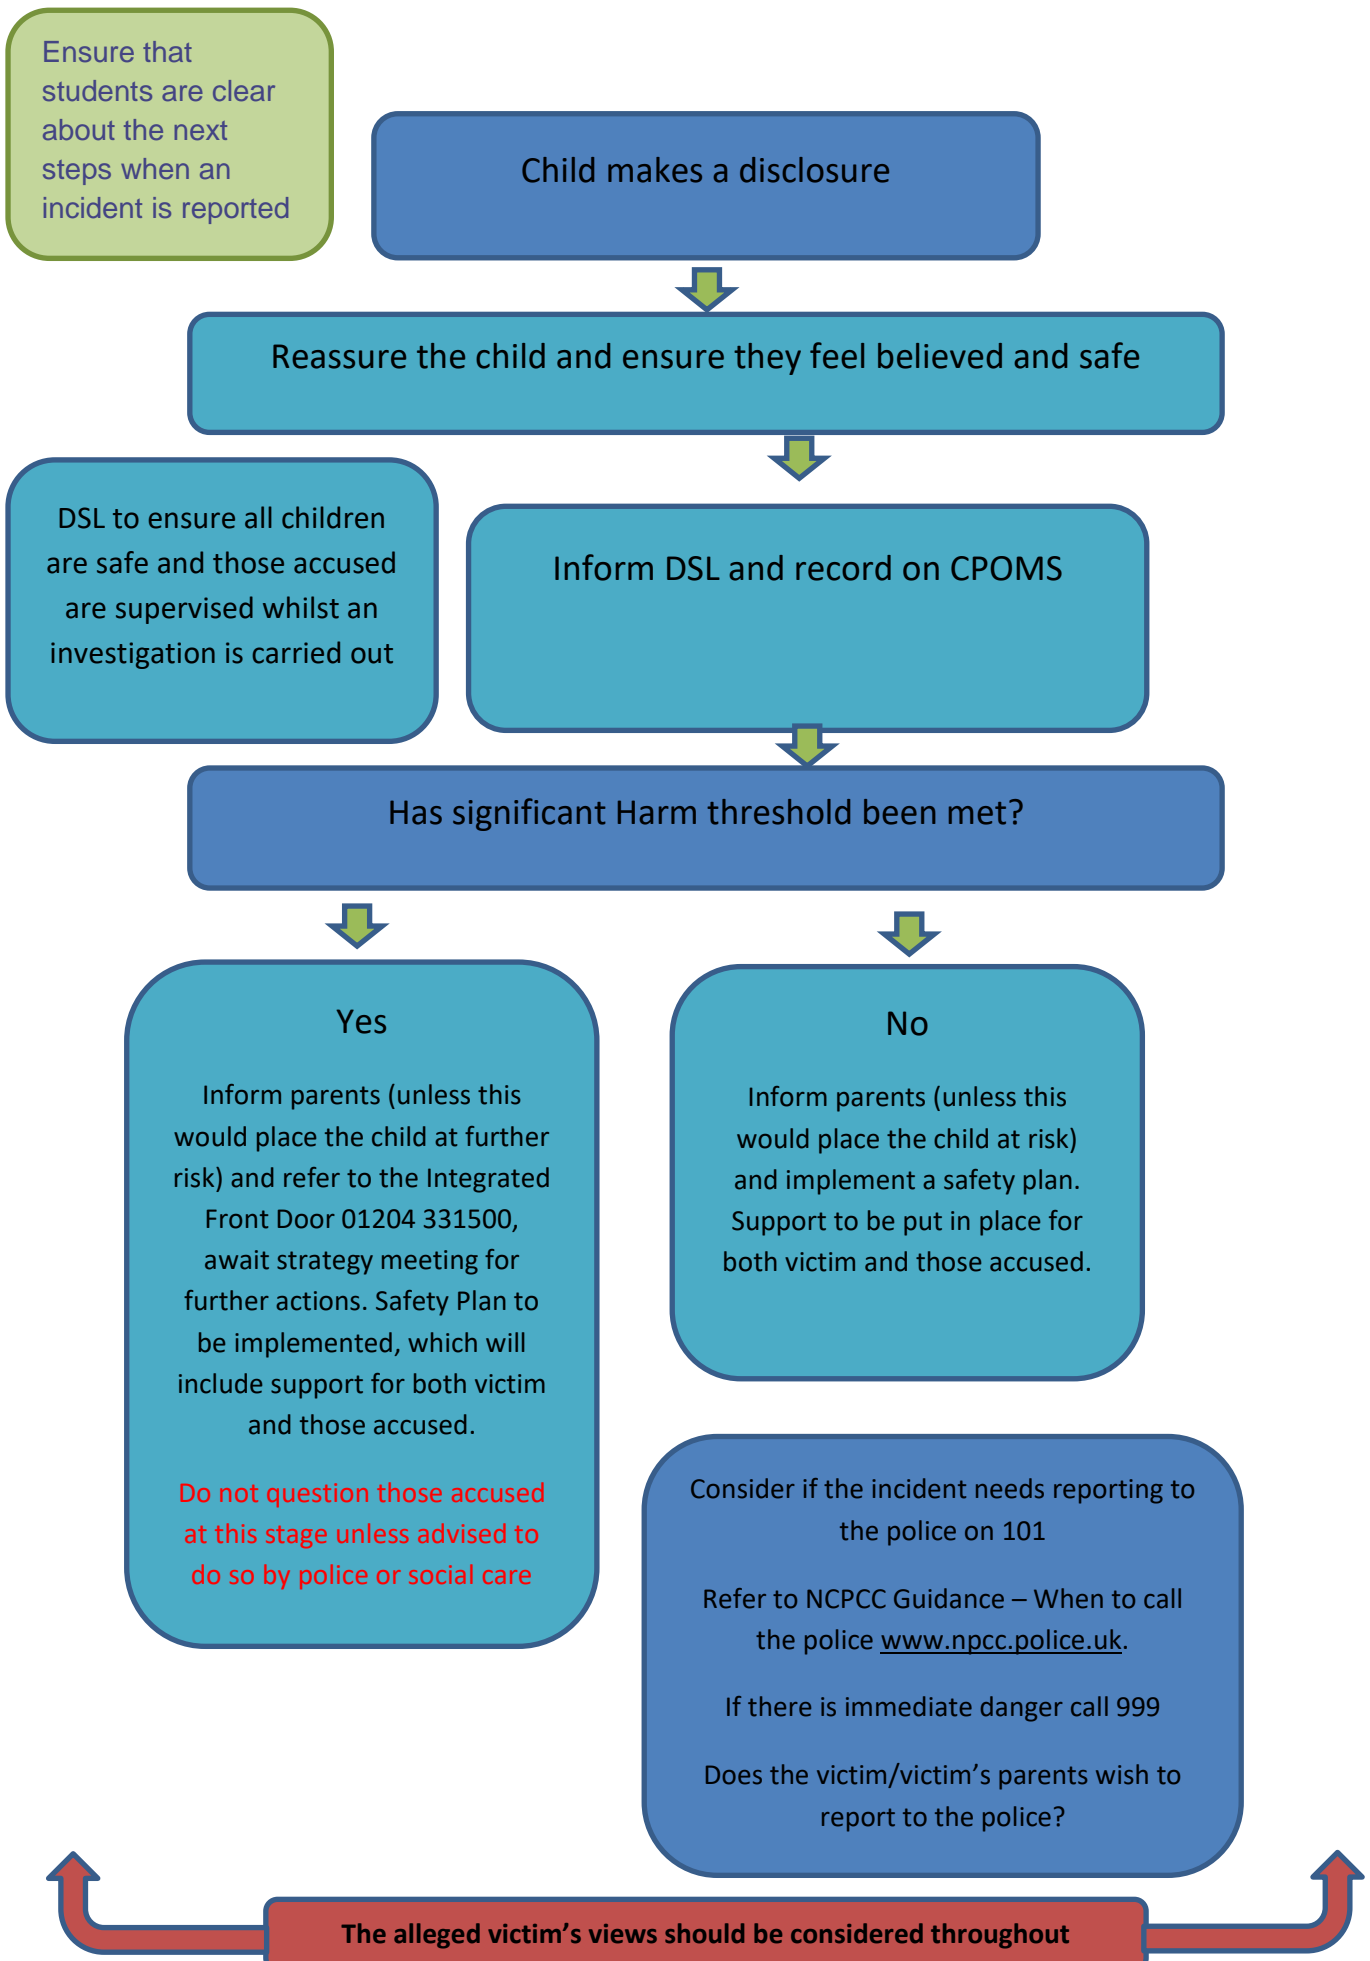 Ensure that
students are clear
about the next
steps when an
incident is reported
Child makes a disclosure
Reassure the child and ensure they feel believed and safe
DSL to ensure all children
are safe and those accused
are supervised whilst an
investigation is carried out
Inform DSL and record on CPOMS
Has significant Harm threshold been met?
Yes
Inform parents (unless this
would place the child at further
risk) and refer to the Integrated
Front Door 01204 331500,
await strategy meeting for
further actions. Safety Plan to
be implemented, which will
include support for both victim
and those accused.
Do not question those accused
at this stage unless advised to
do so by police or social care
No
Inform parents (unless this
would place the child at risk)
and implement a safety plan.
Support to be put in place for
both victim and those accused.
Consider if the incident needs reporting to
the police on 101
Refer to NCPCC Guidance – When to call
the police www.npcc.police.uk.
If there is immediate danger call 999
Does the victim/victim’s parents wish to
report to the police?
The alleged victim’s views should be considered throughout